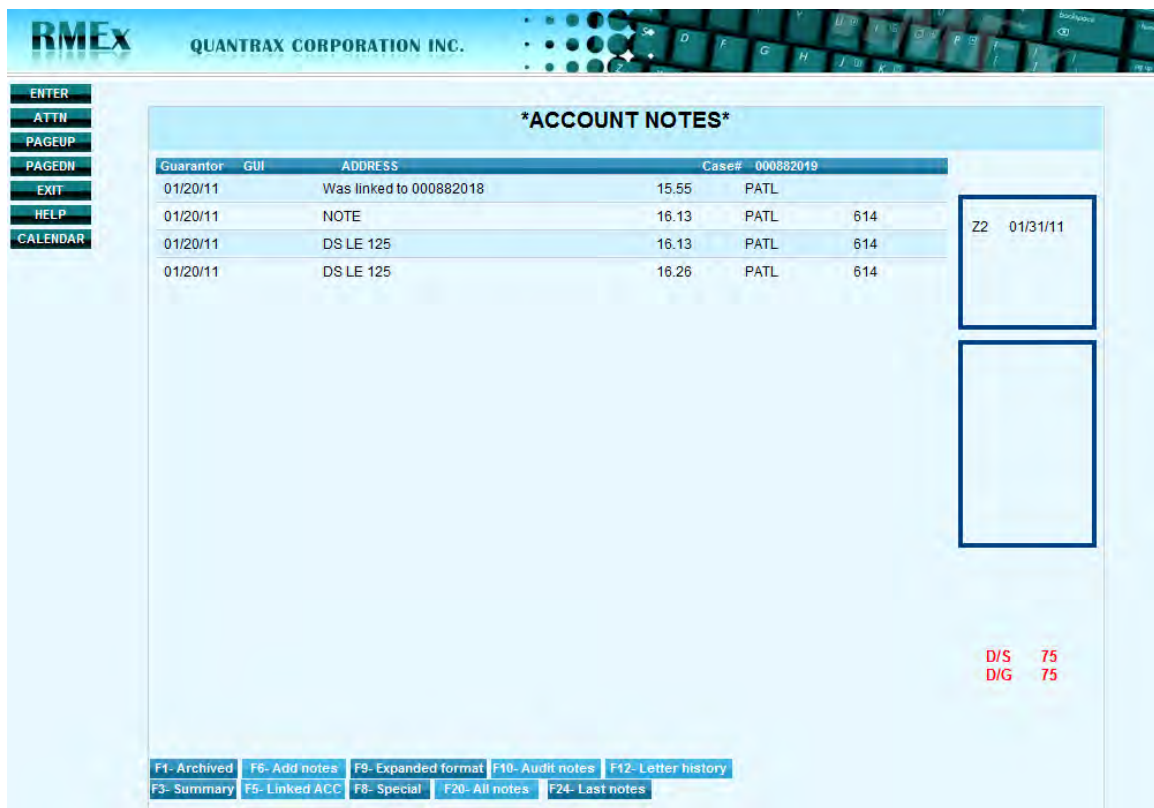 RMEx QUANTRAX CORPORATION INC.
ENTER
ATTN
PAGEUP
PAGEDN
EXIT
HELP
CALENDAR
*ACCOUNT NOTES*
Guarantor GUI ADDRESS Case# 000882019
01/20/11 Was linked to 000882018 15.55 PATL
01/20/11 NOTE 16.13 PATL 614
01/20/11 DS LE 125 16.13 PATL 614
01/20/11 DS LE 125 16.26 PATL 614
Z2 01/31/11
D/S 75
D/G 75
F1- Archived F6- Add notes F9- Expanded format F10- Audit notes F12- Letter history
F3- Summary F5- Linked ACC F8- Special F20- All notes F24- Last notes